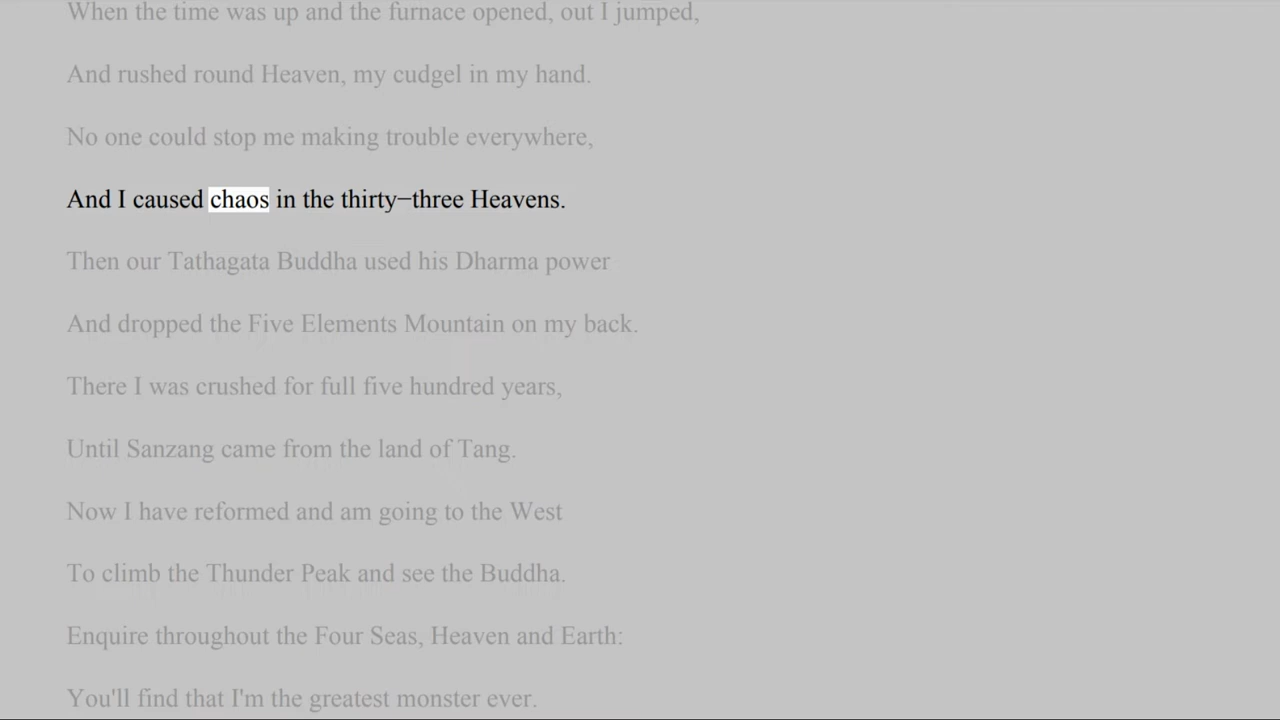 When the time was up and the furnace opened, out I jumped,
And rushed round Heaven, my cudgel in my hand.
No one could stop me making trouble everywhere,
And I caused chaos in the thirty−three Heavens.
Then our Tathagata Buddha used his Dharma power
And dropped the Five Elements Mountain on my back.
There I was crushed for full five hundred years,
Until Sanzang came from the land of Tang.
Now I have reformed and am going to the West
To climb the Thunder Peak and see the Buddha.
Enquire throughout the Four Seas, Heaven and Earth:
You'll find that I'm the greatest monster ever.